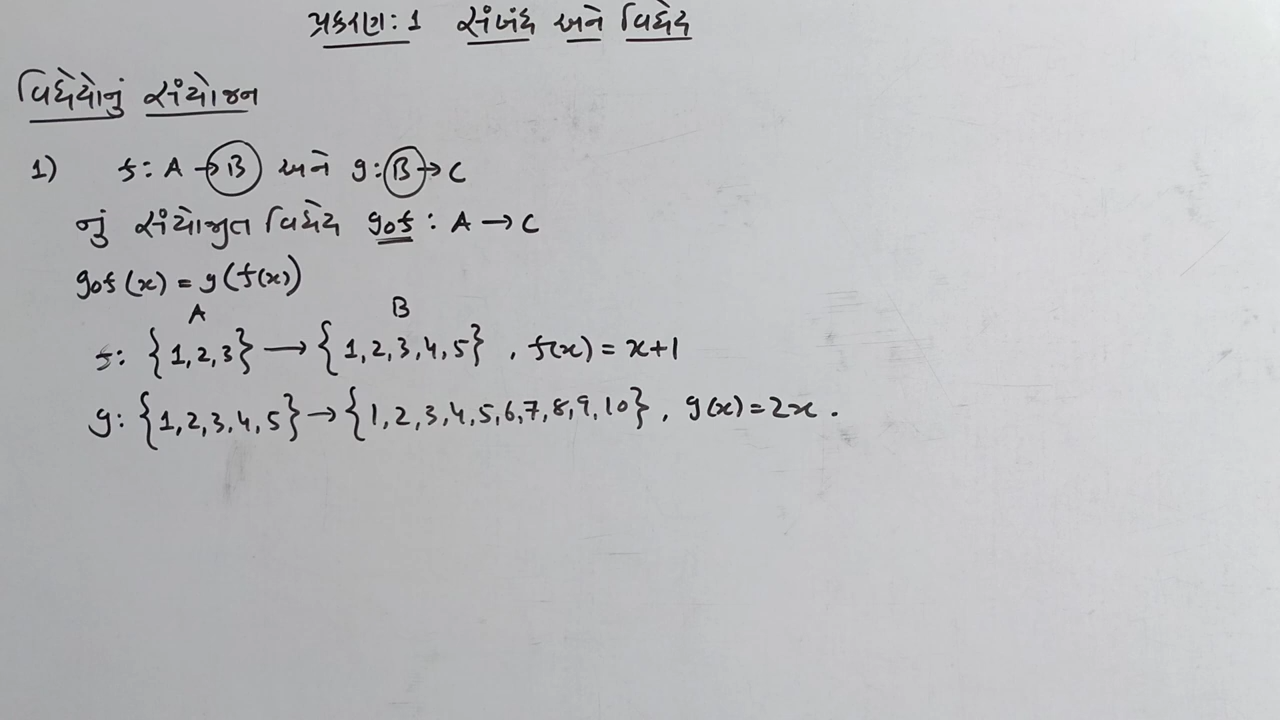 પ્રકરણ: 1 સંબંધ અને વિધેય
વિધેયોનું સંયોજન
1) f: A → B અને g: B → C
નું સંયોજીત વિધેય gof : A → C
gof (x) = g(f(x))
A B
f: {1,2,3} → {1,2,3,4,5} , f(x) = x+1
g: {1,2,3,4,5} → {1,2,3,4,5,6,7,8,9,10} , g(x) = 2x .